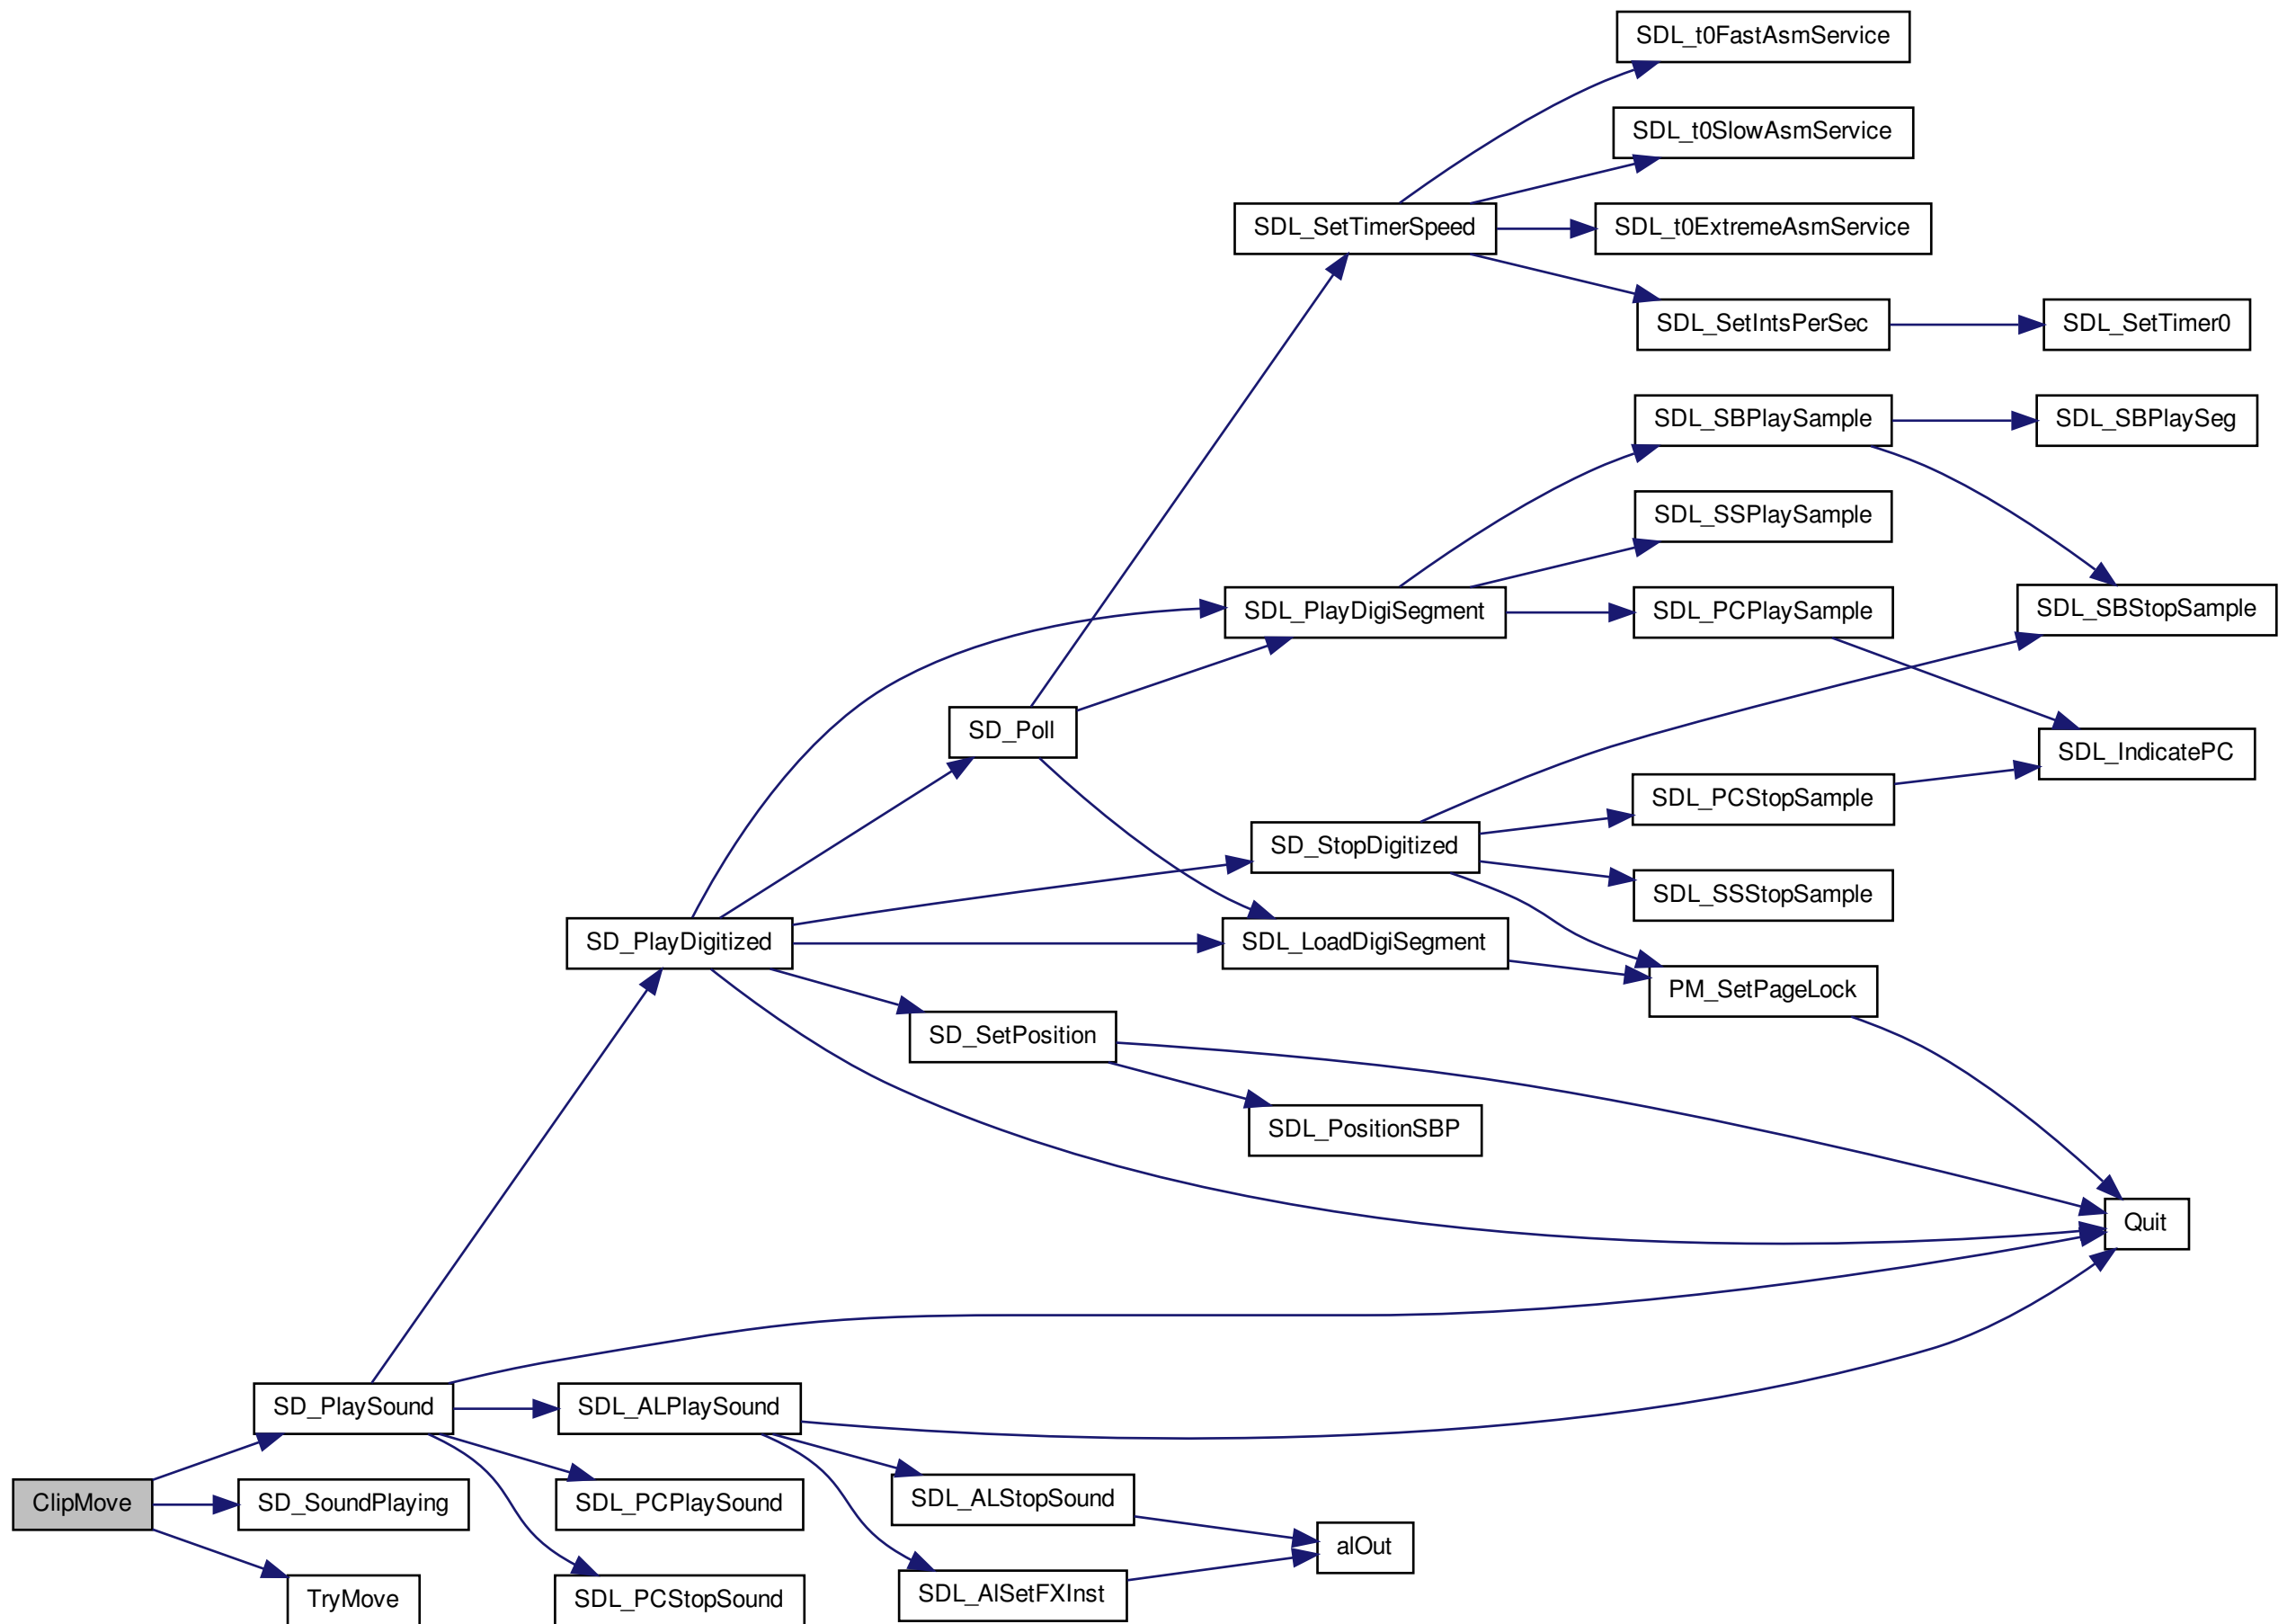 SDL_t0FastAsmService
SDL_t0SlowAsmService
SDL_SetTimerSpeed
SDL_t0ExtremeAsmService
SDL_SetIntsPerSec
SDL_SetTimer0
SDL_SBPlaySample
SDL_SBPlaySeg
SDL_SSPlaySample
SDL_PlayDigiSegment
SDL_PCPlaySample
SDL_SBStopSample
SD_Poll
SDL_IndicatePC
SDL_PCStopSample
SD_StopDigitized
SDL_SSStopSample
SD_PlayDigitized
SDL_LoadDigiSegment
PM_SetPageLock
SD_SetPosition
SDL_PositionSBP
Quit
SD_PlaySound
SDL_ALPlaySound
ClipMove
SD_SoundPlaying
SDL_PCPlaySound
SDL_ALStopSound
alOut
TryMove
SDL_PCStopSound
SDL_AlSetFXInst